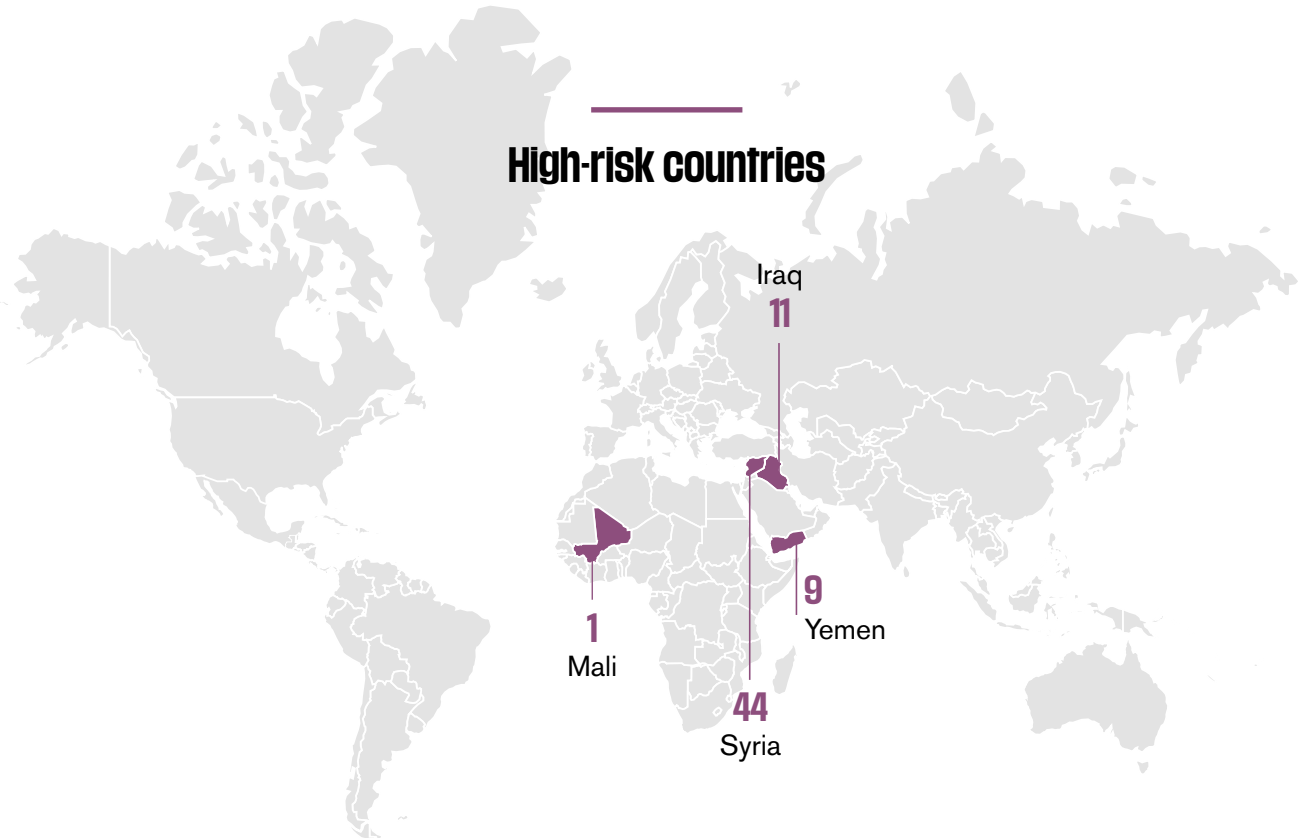 High-risk countries
Iraq
11
9
Yemen
1
Mali
44
Syria